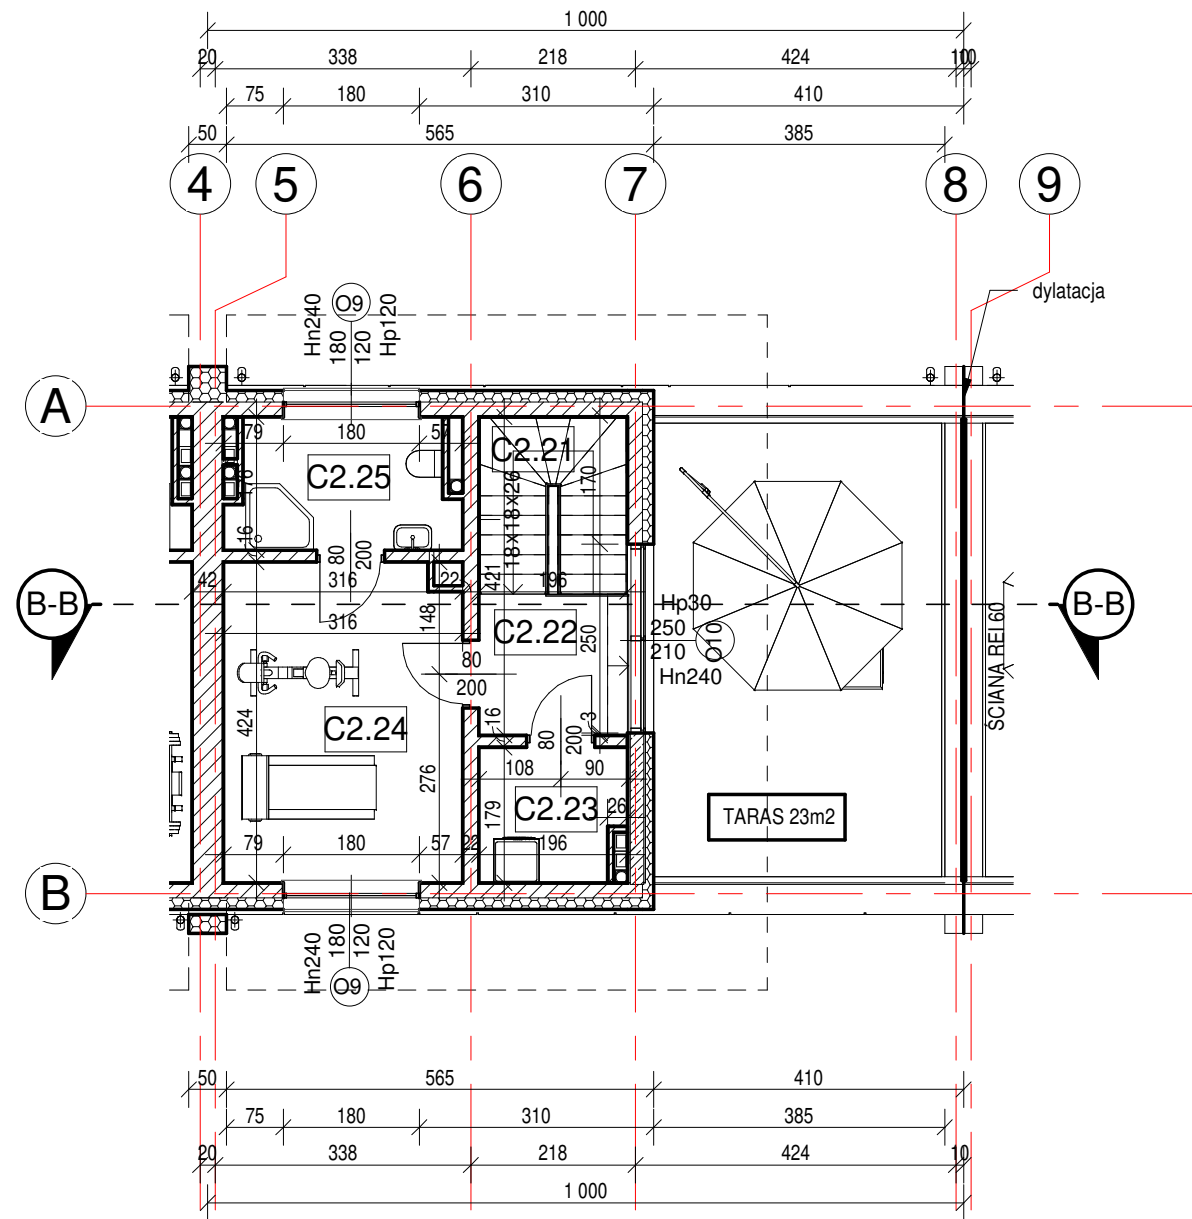 1 000
20 338 218 424 10 10
75 180 310 410
50 565 385
4 5 6 7 8 9
dylatacja
Hn240
180
O9
120
Hp120
A
79 180 57
C2.21
C2.25
170
16
18x18x26
80
200
42 316 22 421 196
B-B
B-B
316
148
C2.22
Hp30
250
210
Hn240
O10
250
80
200
ŚCIANA REI 60
424
C2.24
16
80
200
3
276
108 90
179
C2.23
26
TARAS 23m2
79 180 57 22 196
B
Hn240
180
O9
120
Hp120
50 565 410
75 180 310 385
20 338 218 424 10
1 000